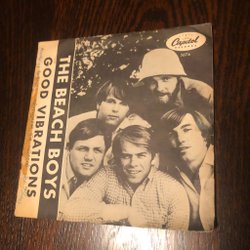 THE BEACH BOYS
GOOD VIBRATIONS
Capitol